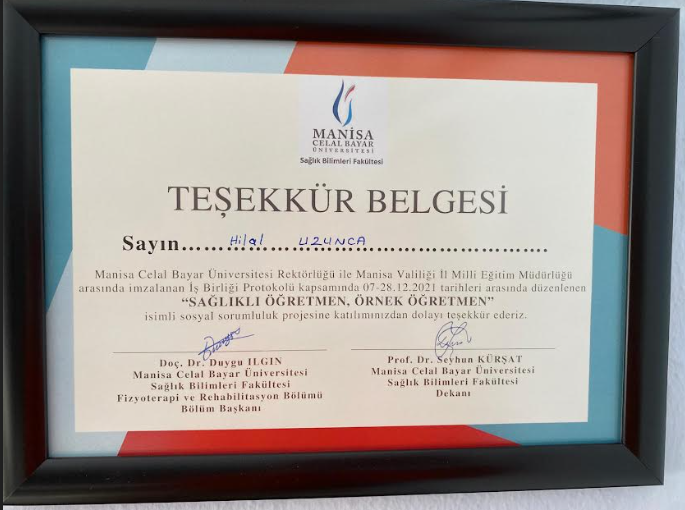 MANİSA
CELAL BAYAR
ÜNİVERSİTESİ
Sağlık Bilimleri Fakültesi
TEŞEKKÜR BELGESİ
Sayın......Hilal.....UZUNCA..............................
Manisa Celal Bayar Üniversitesi Rektörlüğü ile Manisa Valiliği İl Milli Eğitim Müdürlüğü
arasında imzalanan İş Birliği Protokolü kapsamında 07-28.12.2021 tarihleri arasında düzenlenen
“SAĞLIKLI ÖĞRETMEN, ÖRNEK ÖĞRETMEN”
isimli sosyal sorumluluk projesine katılımınızdan dolayı teşekkür ederiz.
Doç. Dr. Duygu ILGIN
Manisa Celal Bayar Üniversitesi
Sağlık Bilimleri Fakültesi
Fizyoterapi ve Rehabilitasyon Bölümü
Bölüm Başkanı
Prof. Dr. Seyhun KÜRŞAT
Manisa Celal Bayar Üniversitesi
Sağlık Bilimleri Fakültesi
Dekanı